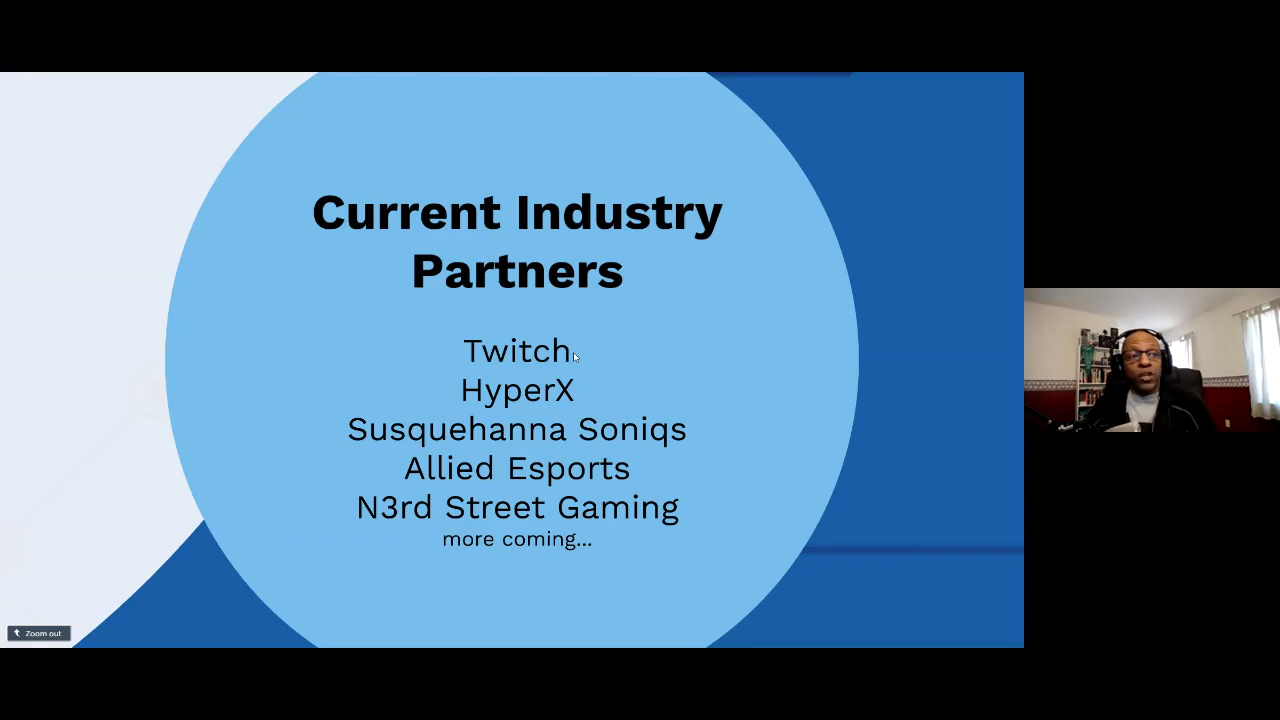 Current Industry
Partners
Twitch
HyperX
Susquehanna Soniqs
Allied Esports
N3rd Street Gaming
more coming...
Zoom out